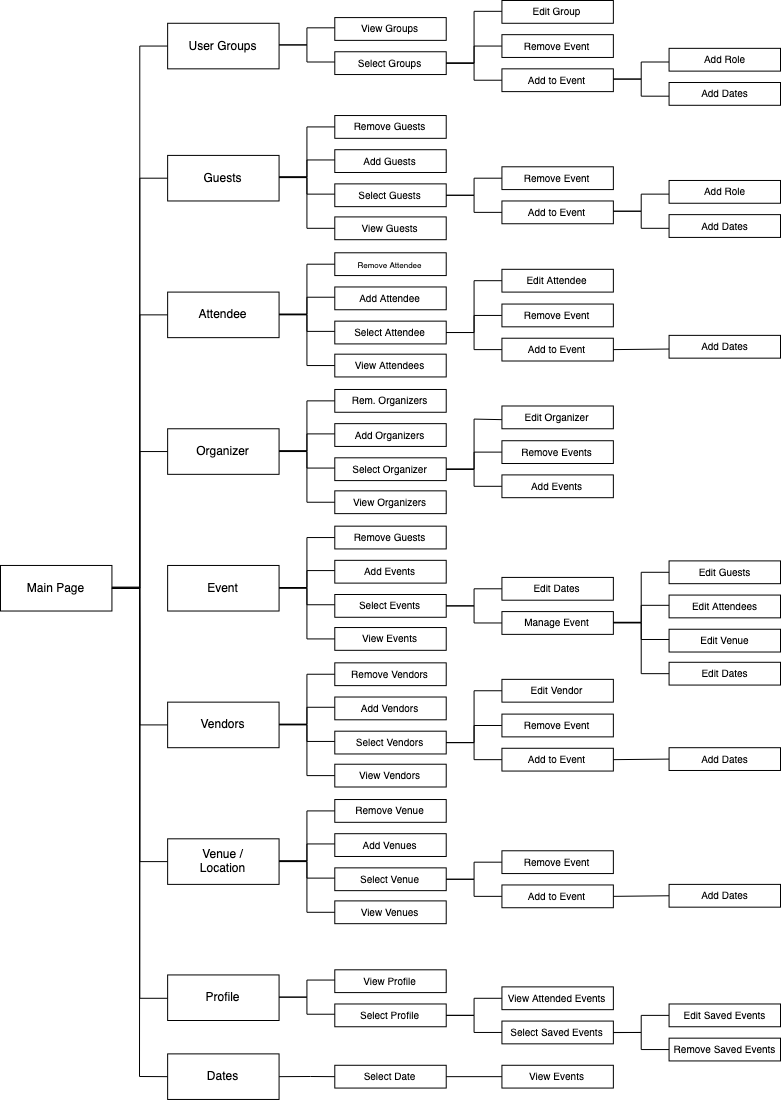 Main Page
User Groups
View Groups
Select Groups
Edit Group
Remove Event
Add to Event
Add Role
Add Dates
Guests
Remove Guests
Add Guests
Select Guests
View Guests
Remove Event
Add to Event
Add Role
Add Dates
Attendee
Remove Attendee
Add Attendee
Select Attendee
View Attendees
Edit Attendee
Remove Event
Add to Event
Add Dates
Organizer
Rem. Organizers
Add Organizers
Select Organizer
View Organizers
Edit Organizer
Remove Events
Add Events
Event
Remove Guests
Add Events
Select Events
View Events
Edit Dates
Manage Event
Edit Guests
Edit Attendees
Edit Venue
Edit Dates
Vendors
Remove Vendors
Add Vendors
Select Vendors
View Vendors
Edit Vendor
Remove Event
Add to Event
Add Dates
Venue /
Location
Remove Venue
Add Venues
Select Venue
View Venues
Remove Event
Add to Event
Add Dates
Profile
View Profile
Select Profile
View Attended Events
Select Saved Events
Edit Saved Events
Remove Saved Events
Dates
Select Date
View Events